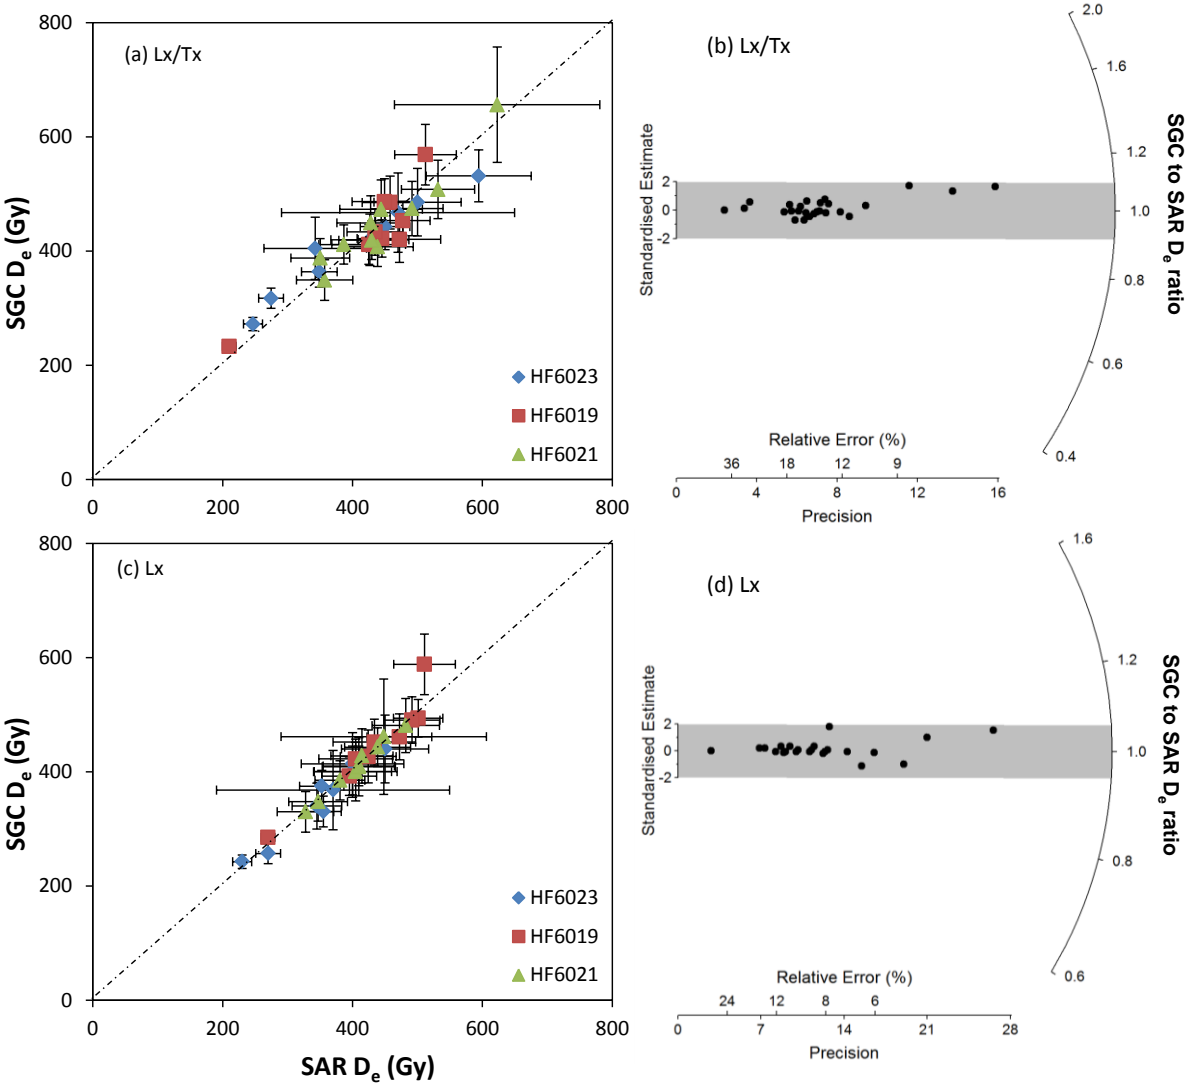 (a) Lx/Tx
SGC De (Gy)
800
600
400
200
0
0 200 400 600 800
HF6023
HF6019
HF6021
(b) Lx/Tx
Standardised Estimate
2
0
-2
2.0
1.6
1.2
1.0
0.8
0.6
0.4
SGC to SAR De ratio
Relative Error (%)
36 18 12 9
0 4 8 12 16
Precision
(c) Lx
SGC De (Gy)
800
600
400
200
0
0 200 400 600 800
SAR De (Gy)
HF6023
HF6019
HF6021
(d) Lx
Standardised Estimate
2
0
-2
1.6
1.2
1.0
0.8
0.6
SGC to SAR De ratio
Relative Error (%)
24 12 8 6
0 7 14 21 28
Precision